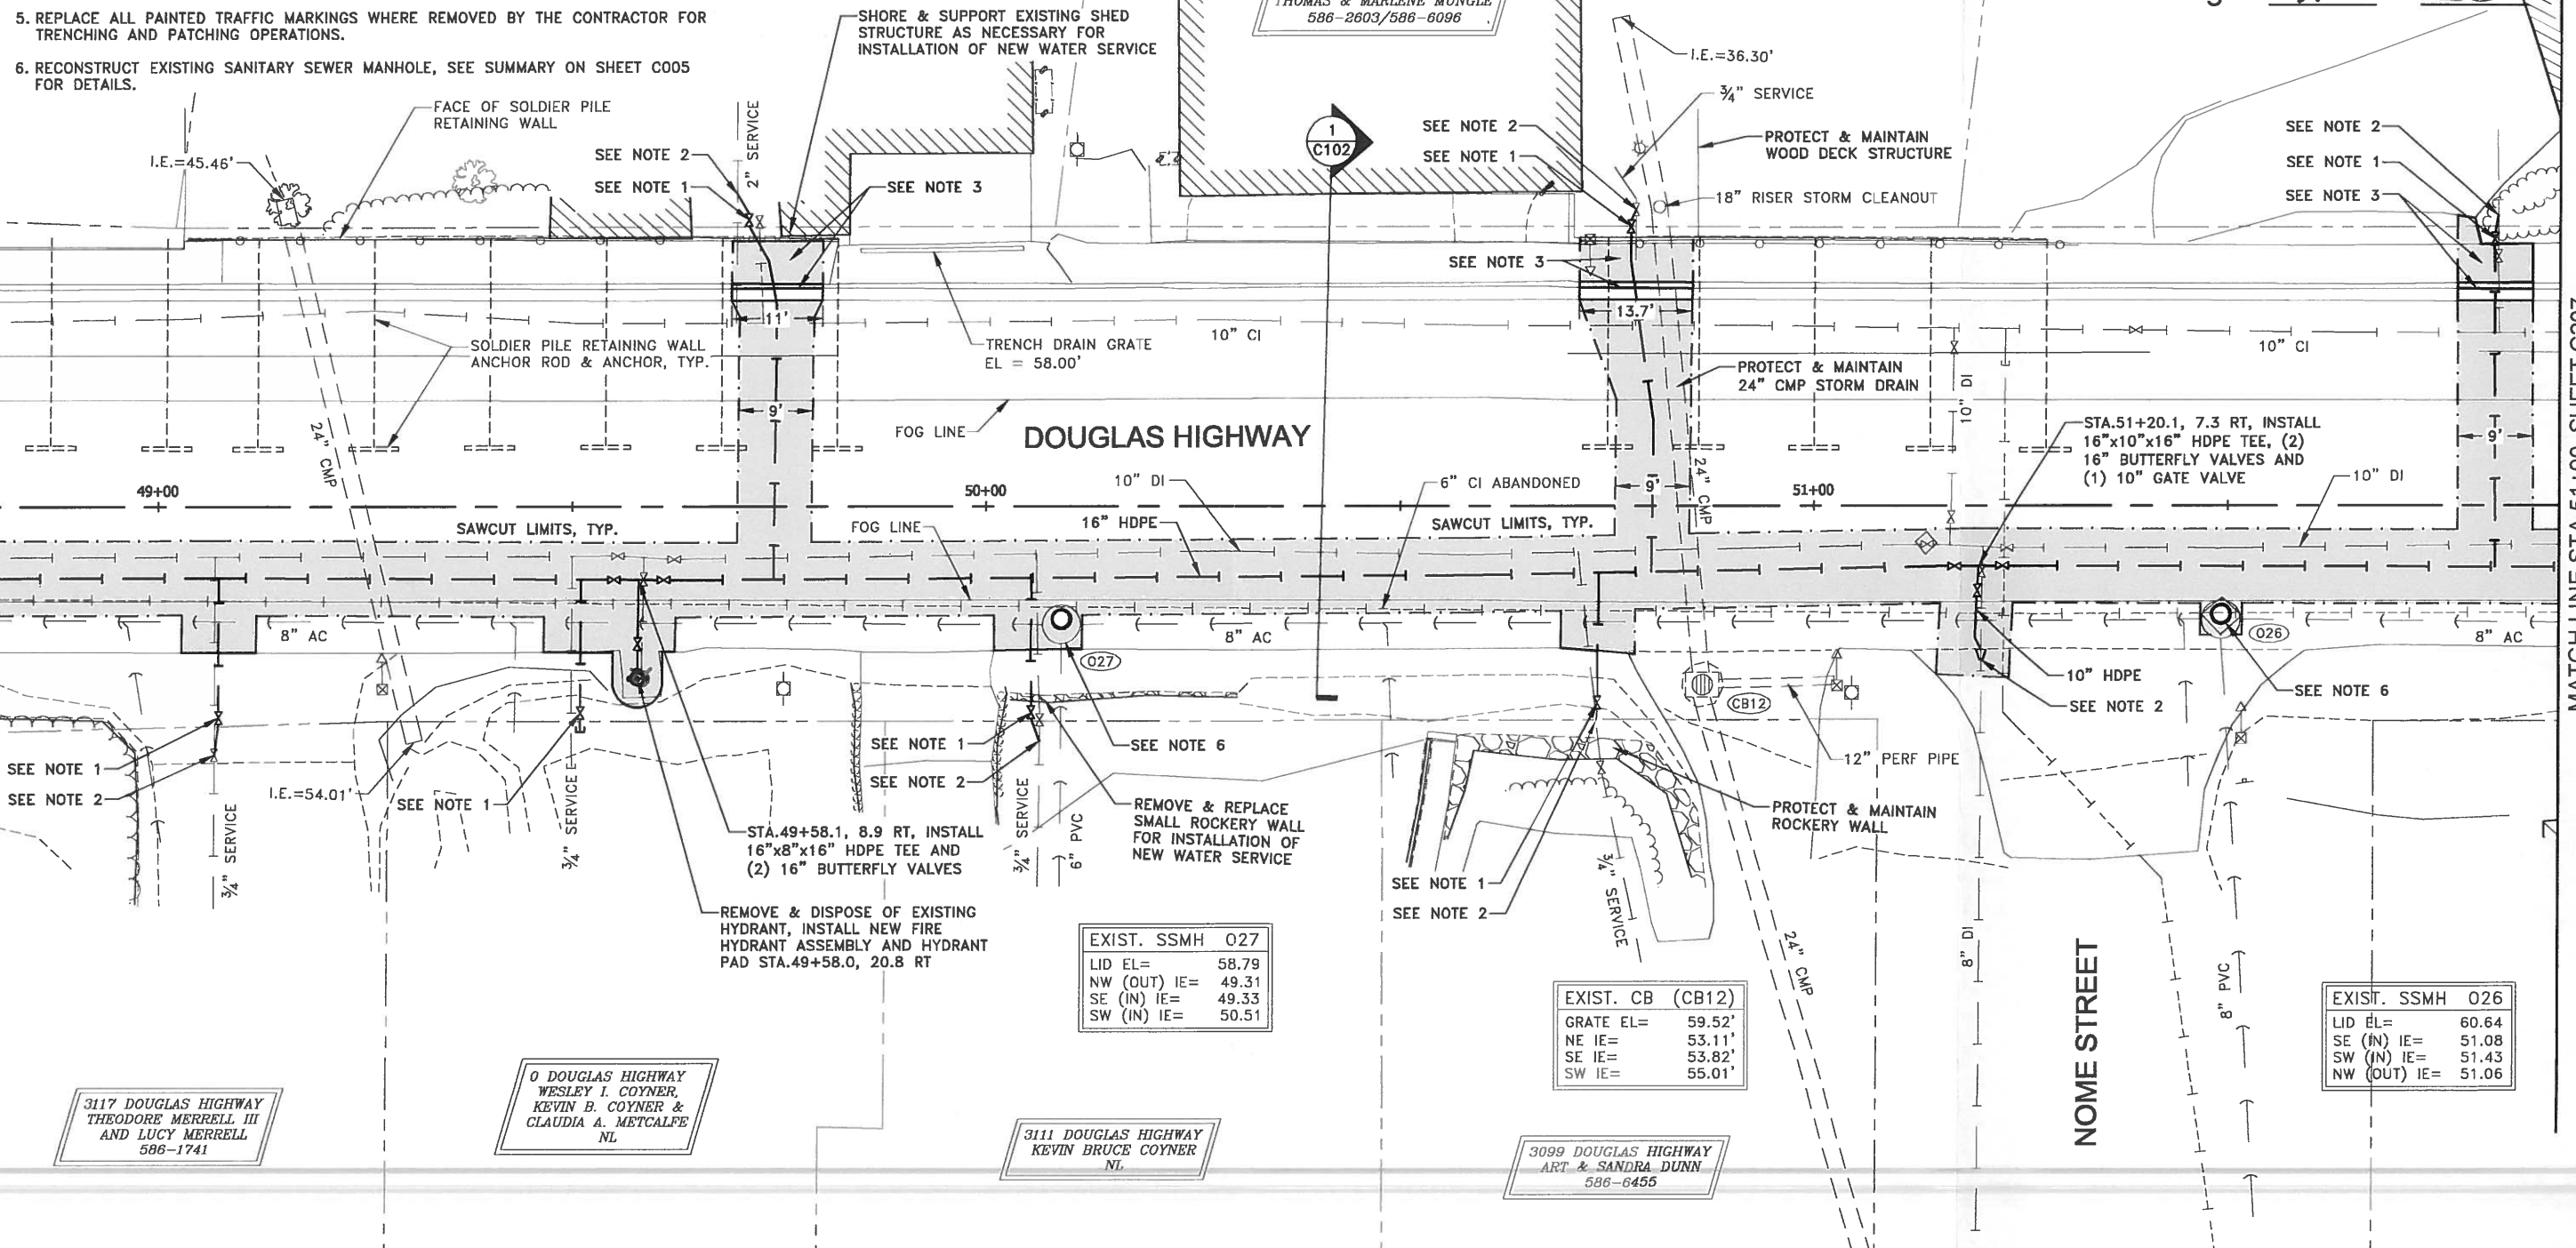 5. REPLACE ALL PAINTED TRAFFIC MARKINGS WHERE REMOVED BY THE CONTRACTOR FOR
TRENCHING AND PATCHING OPERATIONS.
6. RECONSTRUCT EXISTING SANITARY SEWER MANHOLE, SEE SUMMARY ON SHEET C005
FOR DETAILS.
SHORE & SUPPORT EXISTING SHED
STRUCTURE AS NECESSARY FOR
INSTALLATION OF NEW WATER SERVICE
THOMAS & MARLENE MONGLE
586-2603/586-6096
I.E.=36.30'
3/4" SERVICE
FACE OF SOLDIER PILE
RETAINING WALL
I.E.=45.46'
SEE NOTE 2
SEE NOTE 1
2" SERVICE
SEE NOTE 3
1
C102
SEE NOTE 2
SEE NOTE 1
PROTECT & MAINTAIN
WOOD DECK STRUCTURE
18" RISER STORM CLEANOUT
SEE NOTE 2
SEE NOTE 1
SEE NOTE 3
SEE NOTE 3
11'
13.7'
SOLDIER PILE RETAINING WALL
ANCHOR ROD & ANCHOR, TYP.
TRENCH DRAIN GRATE
EL = 58.00'
10" CI
10" CI
PROTECT & MAINTAIN
24" CMP STORM DRAIN
10" DI
24" CMP
9'
FOG LINE
DOUGLAS HIGHWAY
STA.51+20.1, 7.3 RT, INSTALL
16"x10"x16" HDPE TEE, (2)
16" BUTTERFLY VALVES AND
(1) 10" GATE VALVE
9'
49+00
50+00
51+00
10" DI
6" CI ABANDONED
9'
24" CMP
10" DI
SAWCUT LIMITS, TYP.
FOG LINE
16" HDPE
SAWCUT LIMITS, TYP.
MATCH LINE STA.51+00, SHEET C207
8" AC
8" AC
8" AC
027
026
CB12
10" HDPE
SEE NOTE 2
SEE NOTE 6
SEE NOTE 1
SEE NOTE 2
I.E.=54.01'
SEE NOTE 1
SEE NOTE 1
SEE NOTE 2
SEE NOTE 6
12" PERF PIPE
3/4" SERVICE
3/4" SERVICE
3/4" SERVICE
6" PVC
STA.49+58.1, 8.9 RT, INSTALL
16"x8"x16" HDPE TEE AND
(2) 16" BUTTERFLY VALVES
REMOVE & REPLACE
SMALL ROCKERY WALL
FOR INSTALLATION OF
NEW WATER SERVICE
PROTECT & MAINTAIN
ROCKERY WALL
SEE NOTE 1
SEE NOTE 2
3/4" SERVICE
REMOVE & DISPOSE OF EXISTING
HYDRANT, INSTALL NEW FIRE
HYDRANT ASSEMBLY AND HYDRANT
PAD STA.49+58.0, 20.8 RT
EXIST. SSMH 027
LID EL= 58.79
NW (OUT) IE= 49.31
SE (IN) IE= 49.33
SW (IN) IE= 50.51
24" CMP
8" DI
NOME STREET
8" PVC
EXIST. CB (CB12)
GRATE EL= 59.52'
NE IE= 53.11'
SE IE= 53.82'
SW IE= 55.01'
EXIST. SSMH 026
LID EL= 60.64
SE (IN) IE= 51.08
SW (IN) IE= 51.43
NW (OUT) IE= 51.06
3117 DOUGLAS HIGHWAY
THEODORE MERRELL III
AND LUCY MERRELL
586-1741
0 DOUGLAS HIGHWAY
WESLEY I. COYNER,
KEVIN B. COYNER &
CLAUDIA A. METCALFE
NL
3111 DOUGLAS HIGHWAY
KEVIN BRUCE COYNER
NL
3099 DOUGLAS HIGHWAY
ART & SANDRA DUNN
586-6455